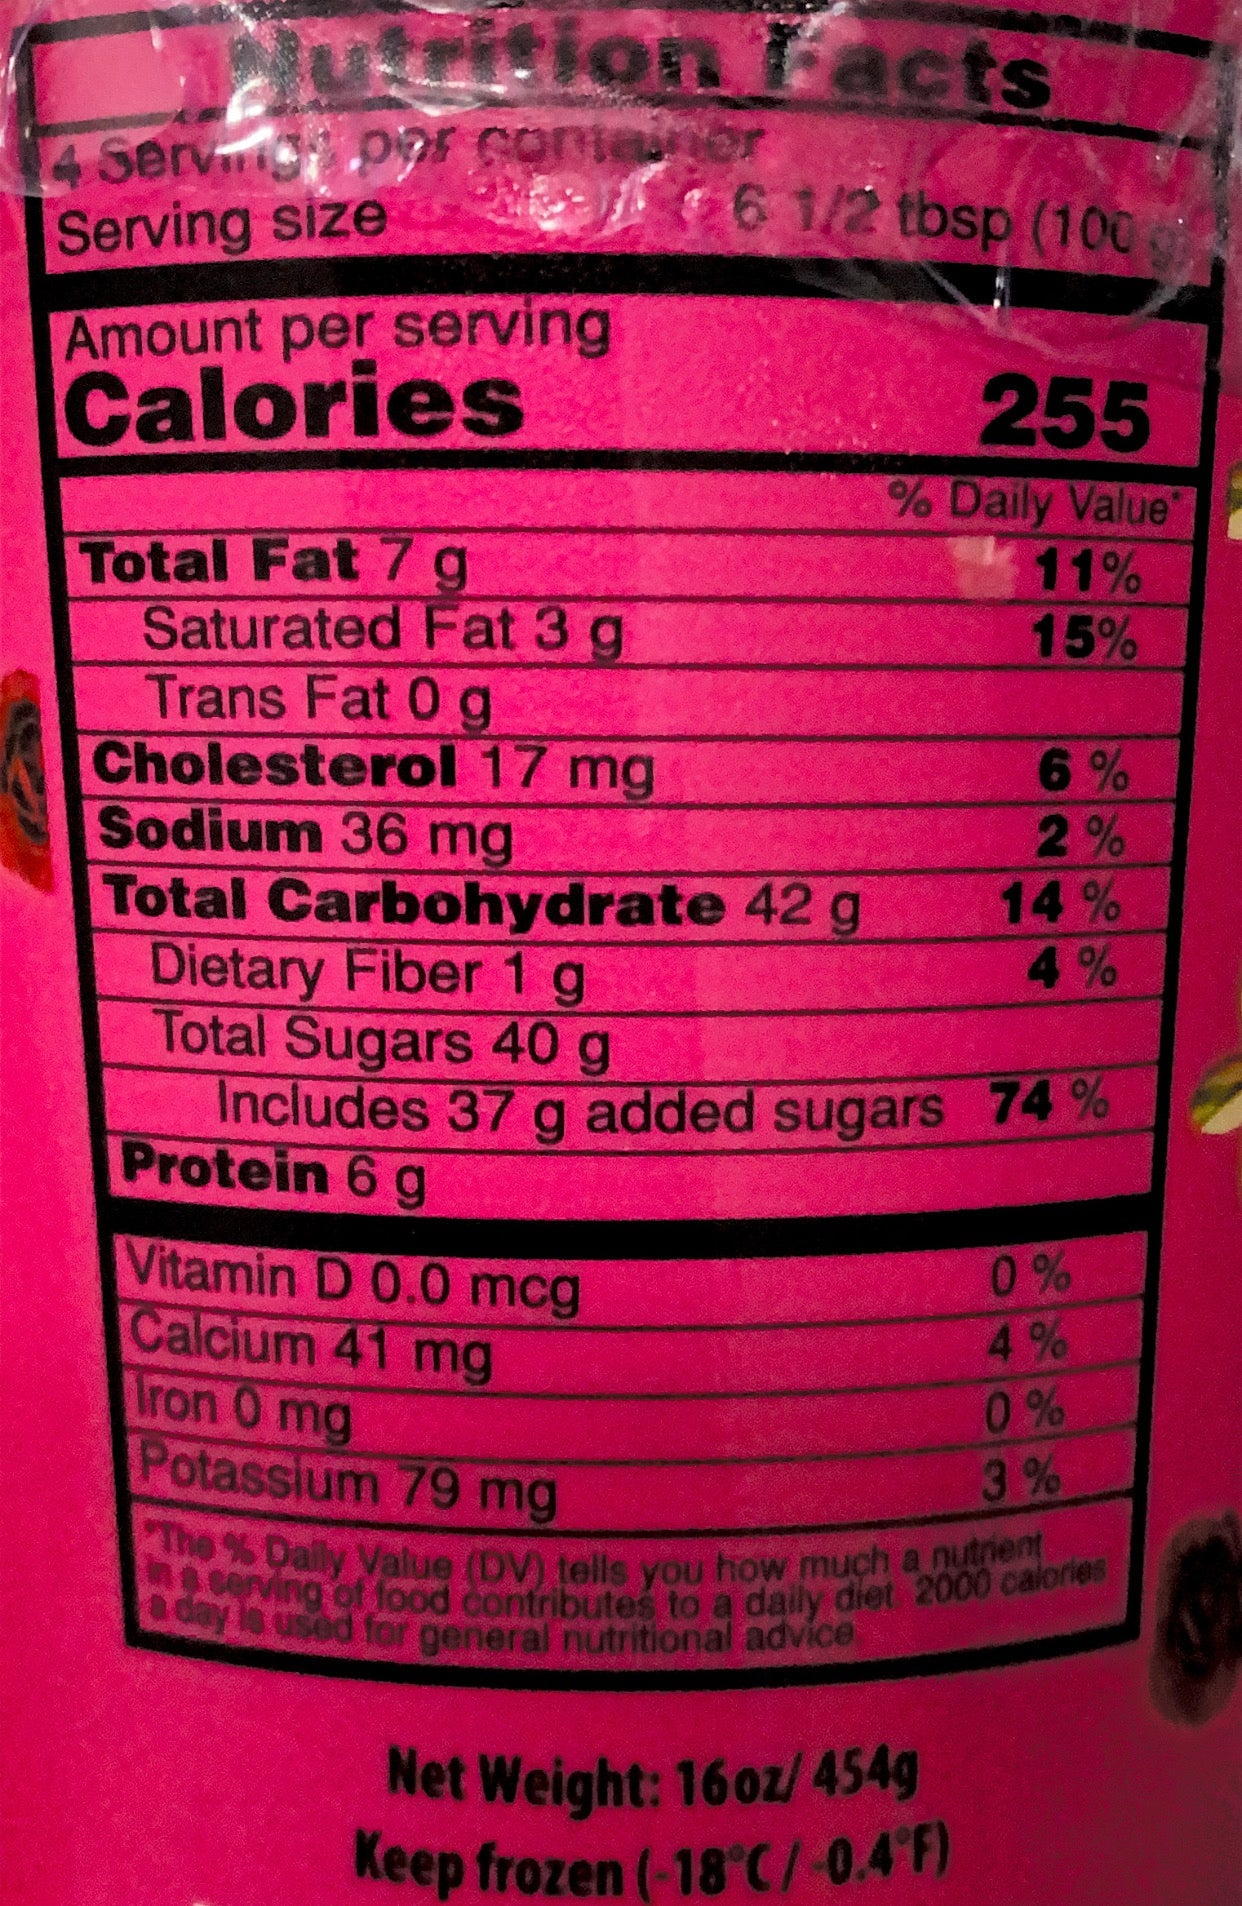 Nutrition Facts
4 Servings per container
Serving size 6 1/2 tbsp (100 g)
Amount per serving
Calories 255
% Daily Value*
Total Fat 7 g 11%
Saturated Fat 3 g 15%
Trans Fat 0 g
Cholesterol 17 mg 6 %
Sodium 36 mg 2 %
Total Carbohydrate 42 g 14 %
Dietary Fiber 1 g 4 %
Total Sugars 40 g
Includes 37 g added sugars 74 %
Protein 6 g
Vitamin D 0.0 mcg 0 %
Calcium 41 mg 4 %
Iron 0 mg 0 %
Potassium 79 mg 3 %
*The % Daily Value (DV) tells you how much a nutrient
in a serving of food contributes to a daily diet. 2000 calories
a day is used for general nutritional advice.
Net Weight: 16oz/ 454g
Keep frozen (-18°C / -0.4°F)